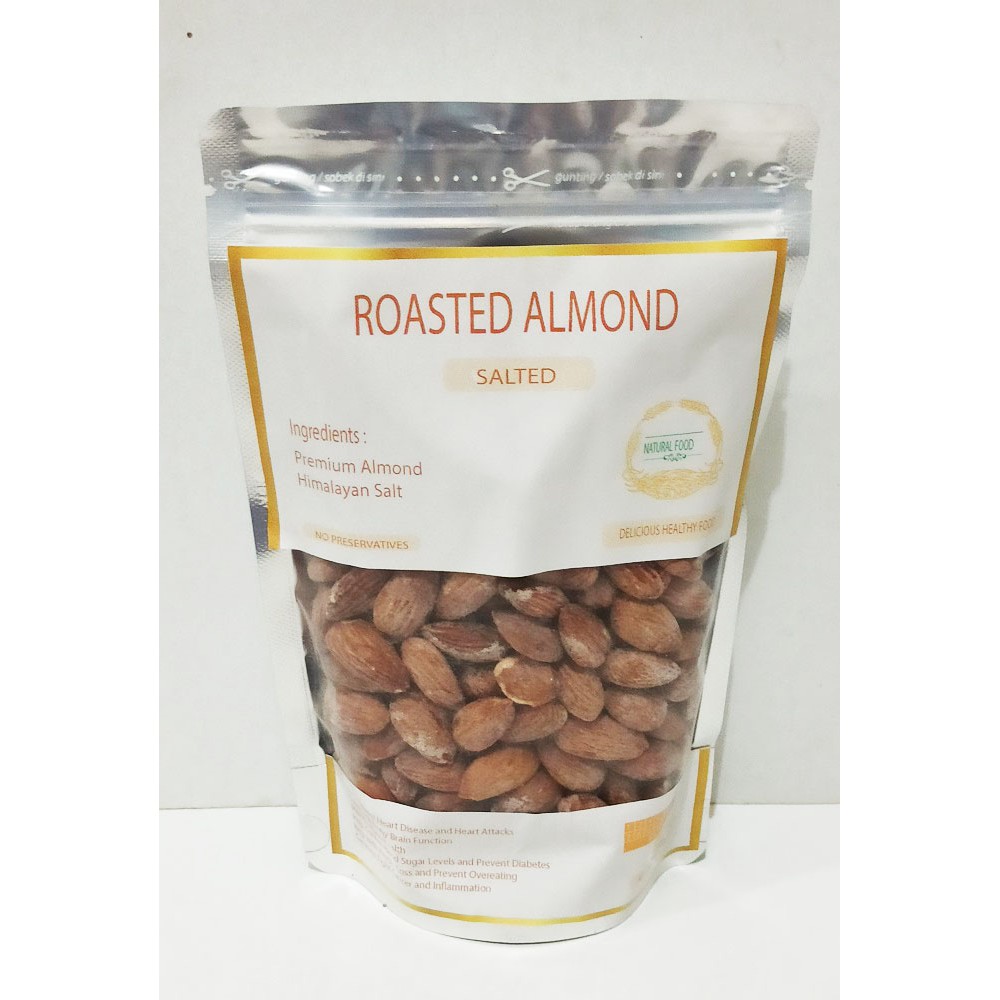 gunting / sobek di sini gunting / sobek di sini
ROASTED ALMOND
SALTED
Ingredients :
Premium Almond
Himalayan Salt
NATURAL FOOD
NO PRESERVATIVES
DELICIOUS HEALTHY FOOD
Heart Disease and Heart Attacks
Brain Function
Sugar Levels and Prevent Diabetes
and Prevent Overeating
and Inflammation